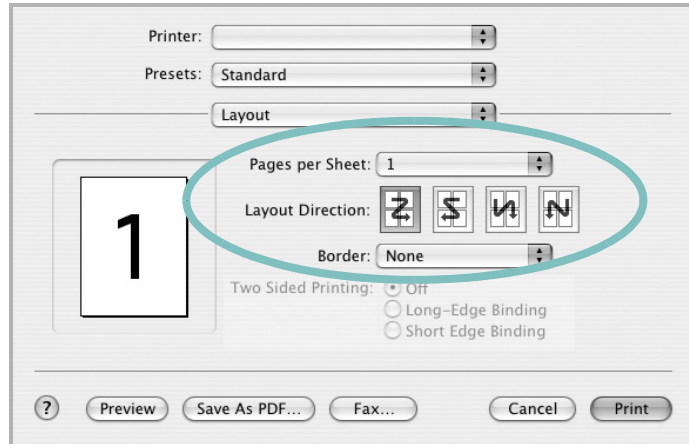 Printer:
Presets: Standard
Layout
Pages per Sheet: 1
1
Layout Direction:
Border: None
Two Sided Printing: Off
Long-Edge Binding
Short Edge Binding
? Preview Save As PDF... Fax... Cancel Print